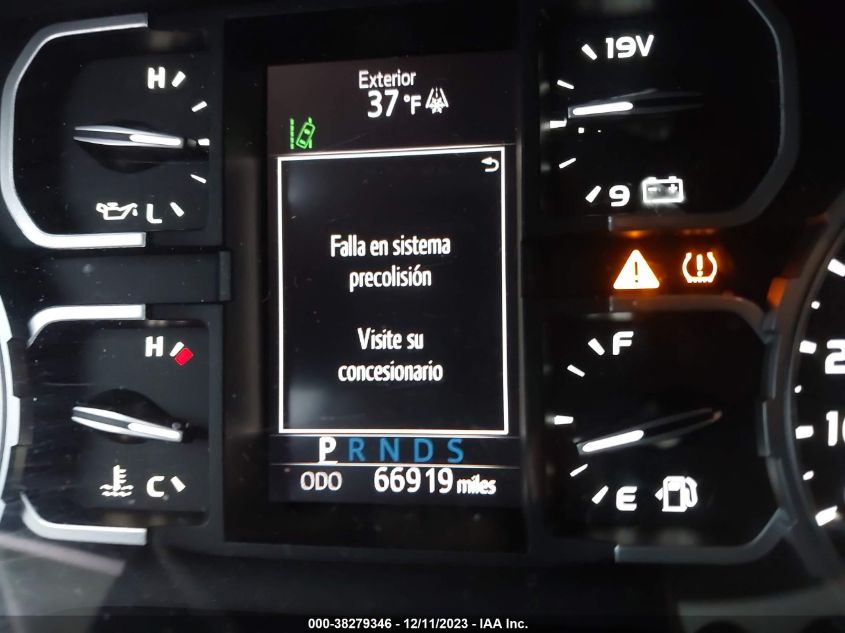 H
L
19V
9
Exterior
37 °F
Falla en sistema
precolisión
Visite su
concesionario
H
C
F
E
P R N D S
ODO 66919 miles
000-38279346 - 12/11/2023 - IAA Inc.